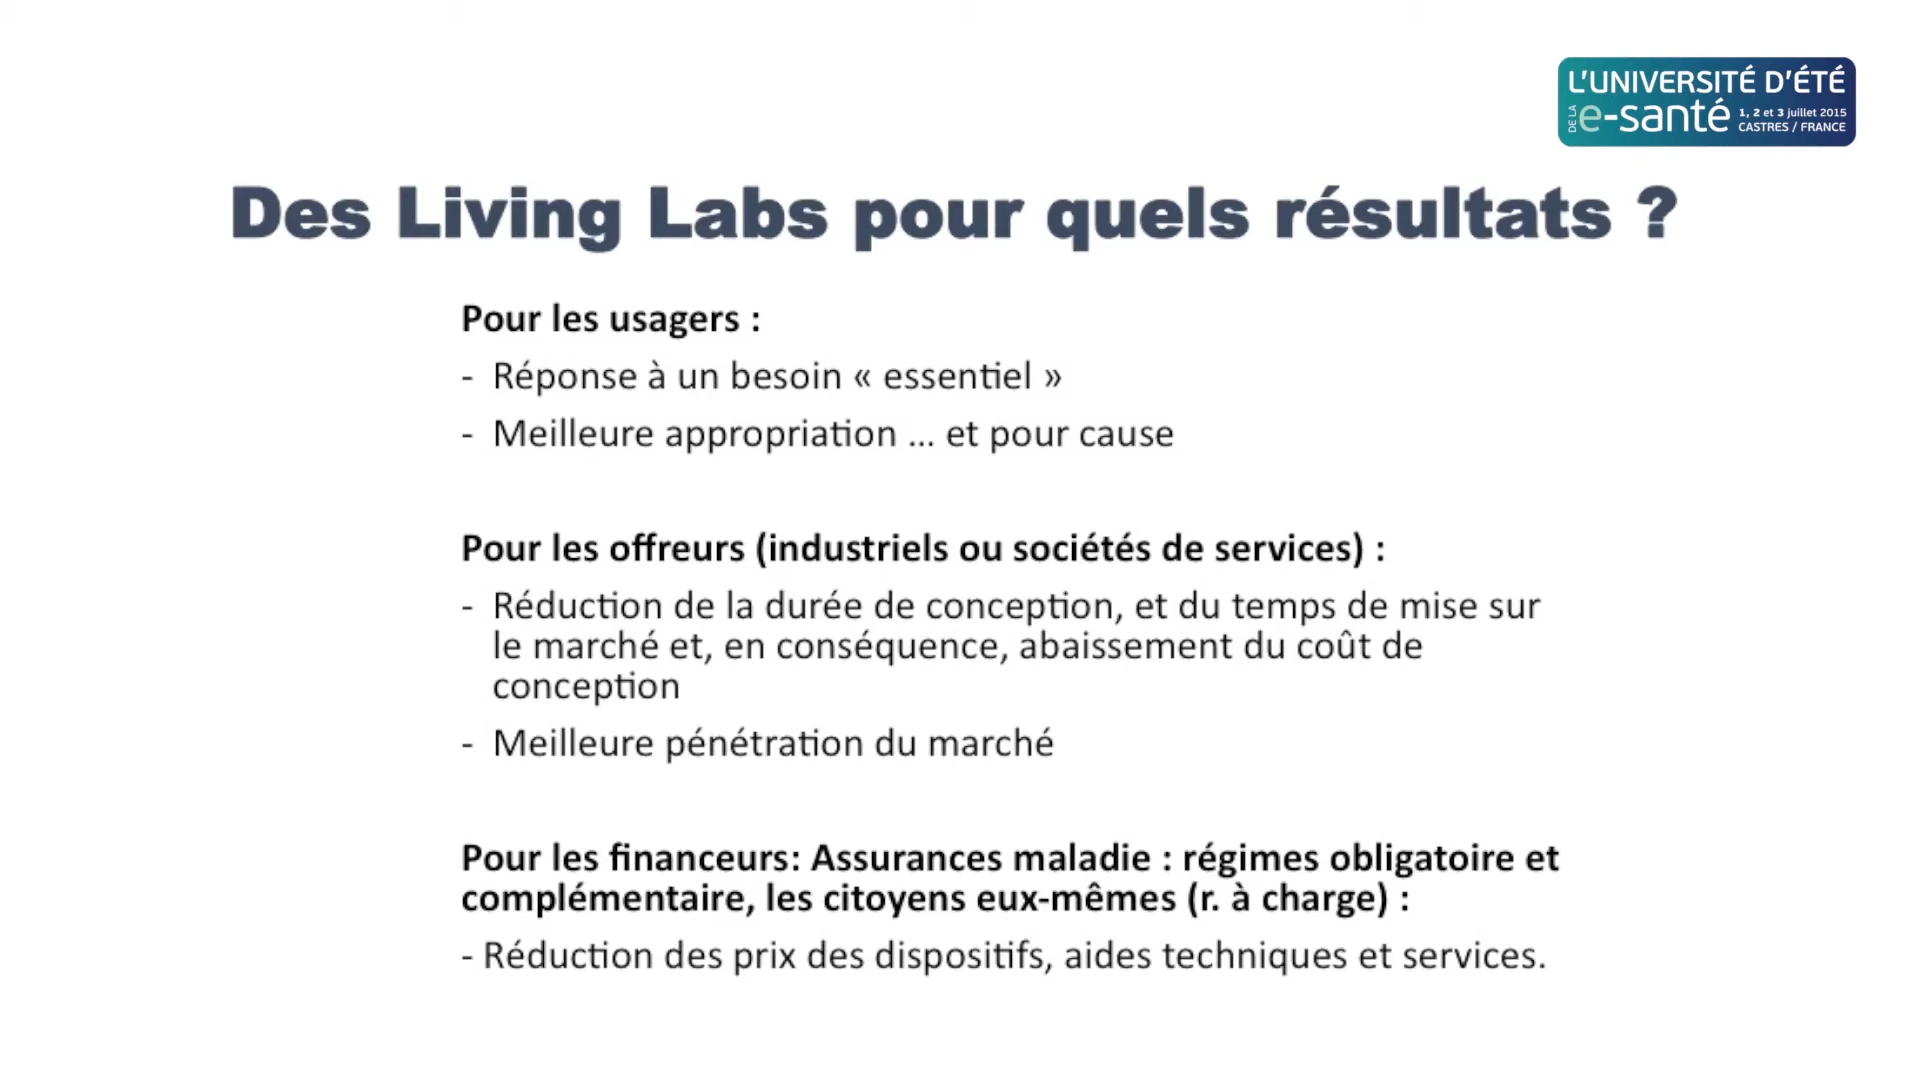 L'UNIVERSITÉ D'ÉTÉ
DE LA e-santé 1, 2 et 3 juillet 2015
CASTRES / FRANCE
Des Living Labs pour quels résultats ?
Pour les usagers :
- Réponse à un besoin « essentiel »
- Meilleure appropriation ... et pour cause
Pour les offreurs (industriels ou sociétés de services) :
- Réduction de la durée de conception, et du temps de mise sur
le marché et, en conséquence, abaissement du coût de
conception
- Meilleure pénétration du marché
Pour les financeurs: Assurances maladie : régimes obligatoire et
complémentaire, les citoyens eux-mêmes (r. à charge) :
- Réduction des prix des dispositifs, aides techniques et services.